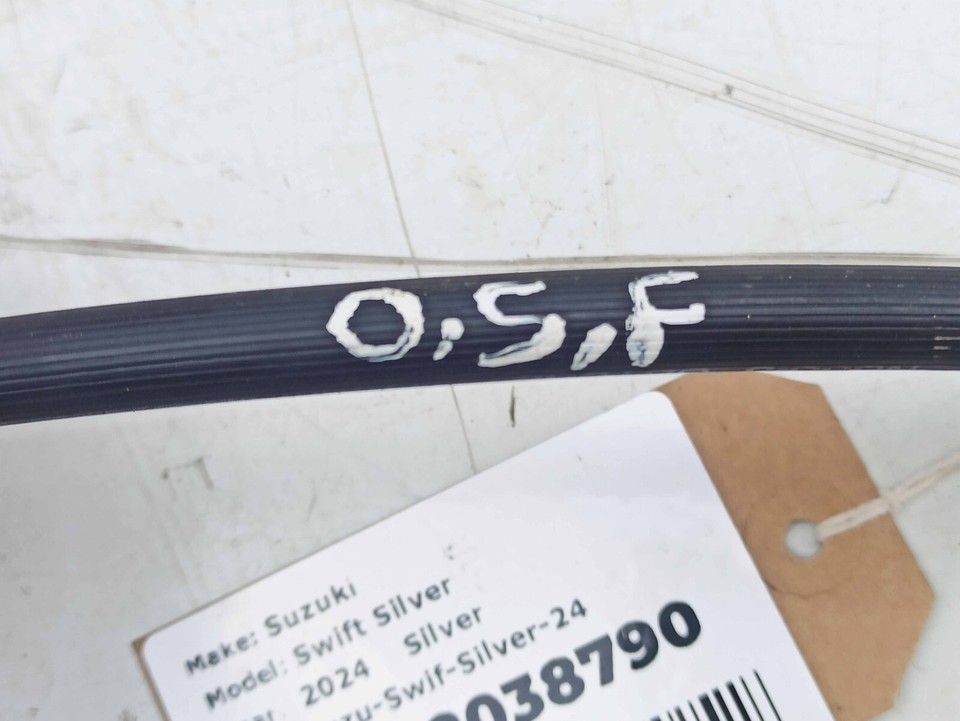 O.S.F
Make: Suzuki
Model: Swift Silver
2024 Silver
-Swif-Silver-24
038790